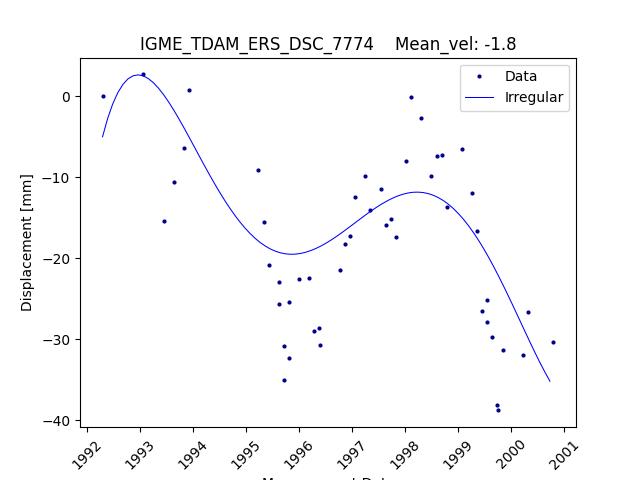 IGME_TDAM_ERS_DSC_7774    Mean_vel: -1.8
Data
Irregular
Displacement [mm]
0
−10
−20
−30
−40
1992 1993 1994 1995 1996 1997 1998 1999 2000 2001